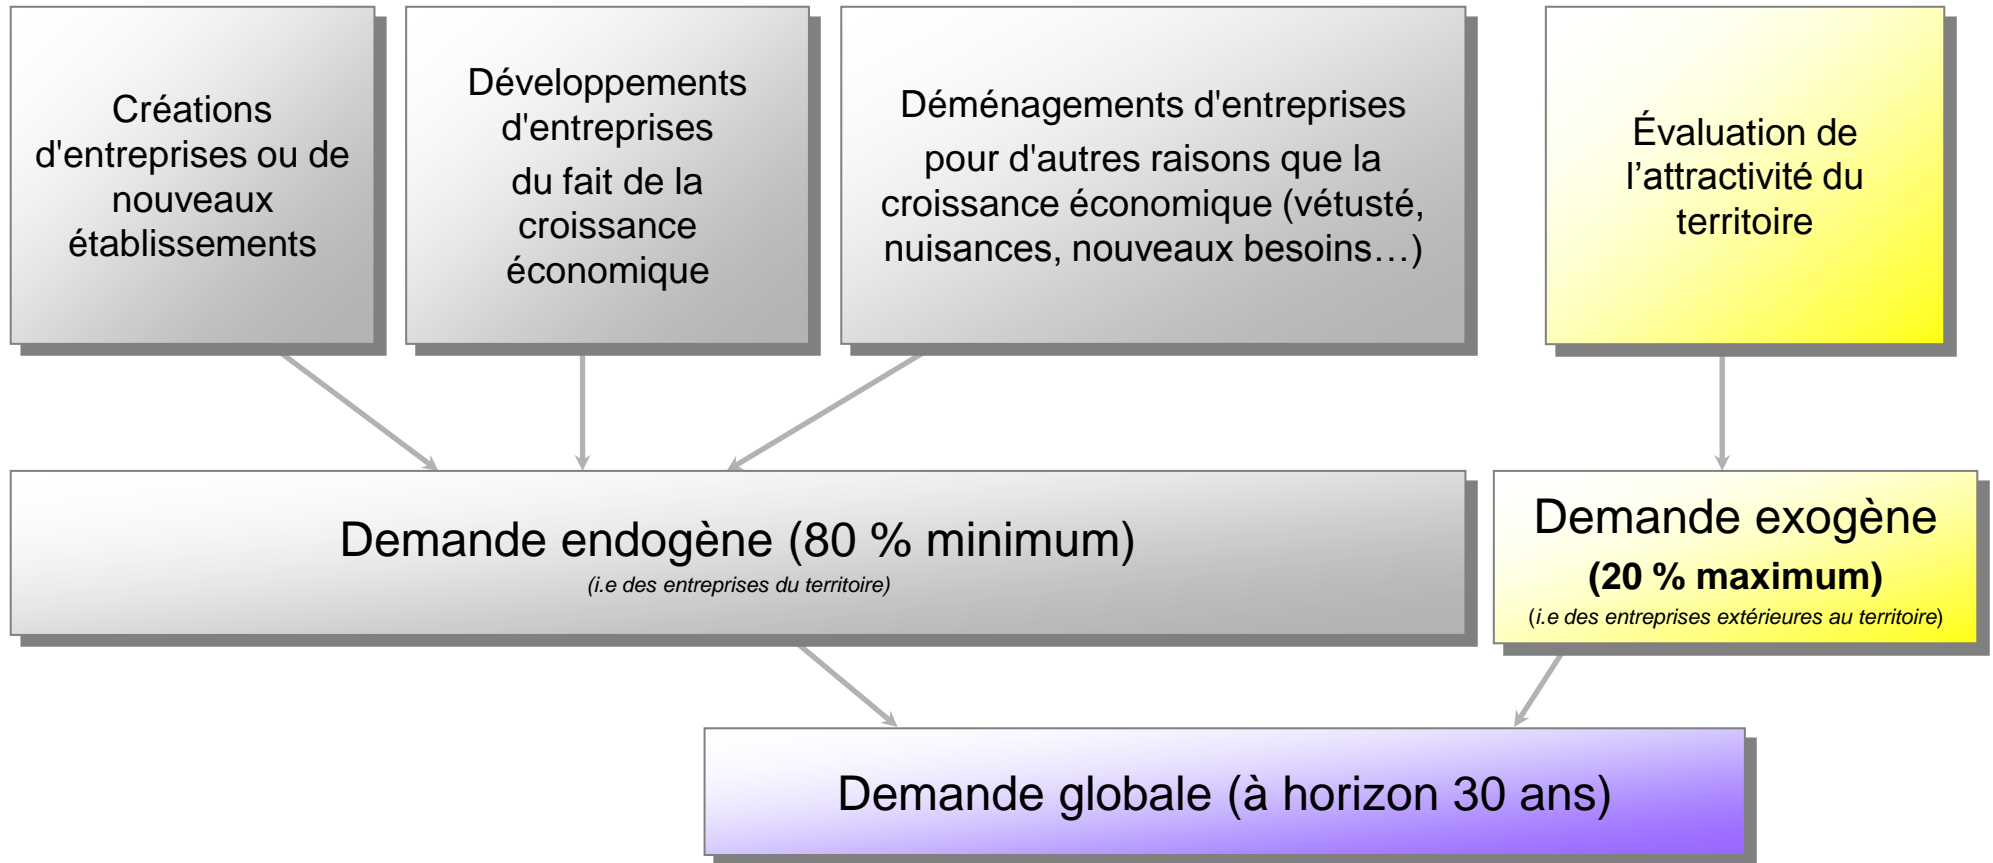 Créations
d'entreprises ou de
nouveaux
établissements
Développements
d'entreprises
du fait de la
croissance
économique
Déménagements d'entreprises
pour d'autres raisons que la
croissance économique (vétusté,
nuisances, nouveaux besoins…)
Évaluation de
l’attractivité du
territoire
Demande endogène (80 % minimum)
(i.e des entreprises du territoire)
Demande exogène
(20 % maximum)
(i.e des entreprises extérieures au territoire)
Demande globale (à horizon 30 ans)